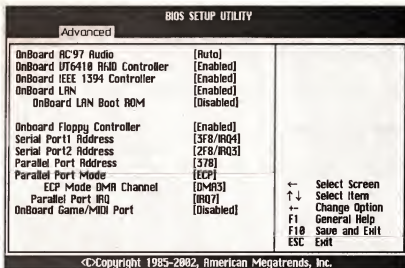 BIOS SETUP UTILITY
Advanced
OnBoard AC'97 Audio [Auto]
OnBoard VT6410 RAID Controller [Enabled]
OnBoard IEEE 1394 Controller [Enabled]
OnBoard LAN [Enabled]
OnBoard LAN Boot ROM [Disabled]
Onboard Floppy Controller [Enabled]
Serial Port1 Address [3F8/IRQ4]
Serial Port2 Address [2F8/IRQ3]
Parallel Port Address [378]
Parallel Port Mode [ECP]
ECP Mode DMA Channel [DMA3]
Parallel Port IRQ [IRQ7]
OnBoard Game/MIDI Port [Disabled]
← Select Screen
↑↓ Select Item
+- Change Option
F1 General Help
F10 Save and Exit
ESC Exit
<C>Copyright 1985-2002, American Megatrends, Inc.